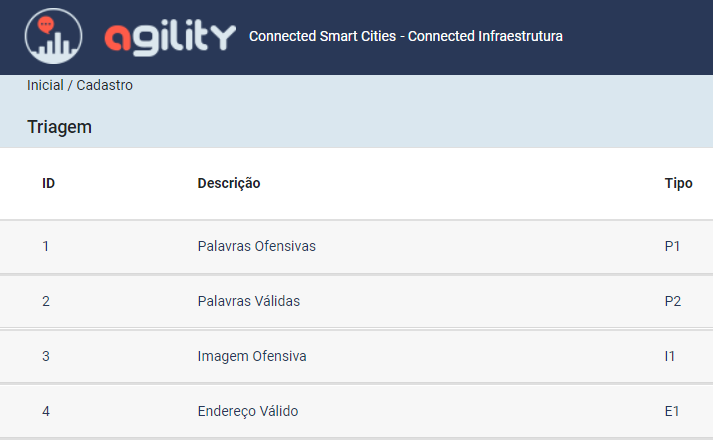 agility Connected Smart Cities - Connected Infraestrutura
Inicial / Cadastro
Triagem
ID Descrição Tipo
1 Palavras Ofensivas P1
2 Palavras Válidas P2
3 Imagem Ofensiva I1
4 Endereço Válido E1